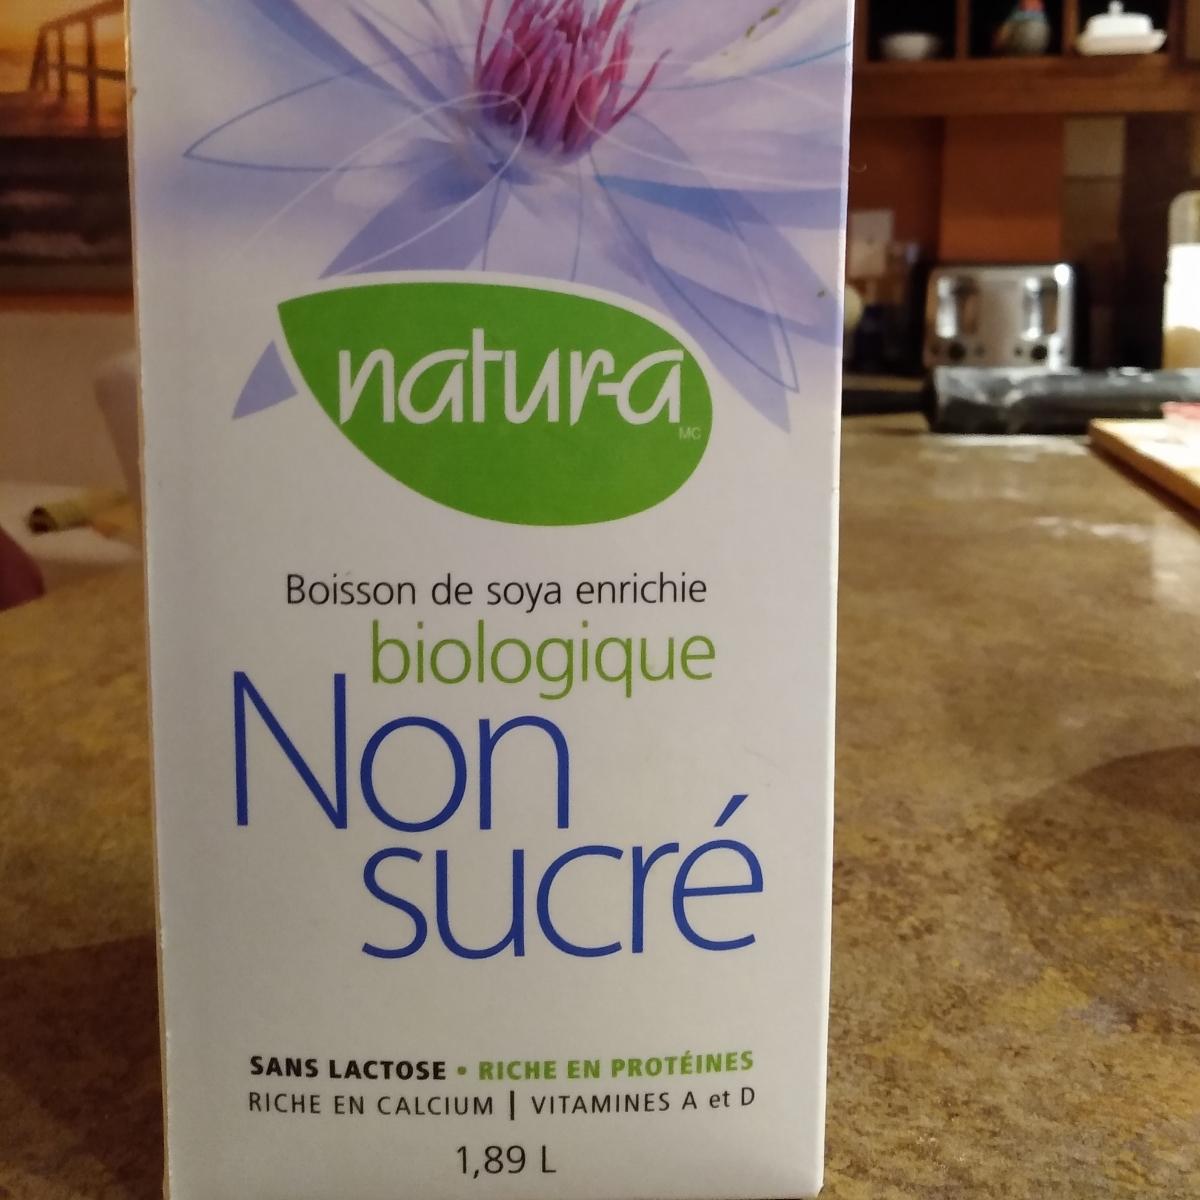 natur-a
MC
Boisson de soya enrichie
biologique
Non
sucré
SANS LACTOSE • RICHE EN PROTÉINES
RICHE EN CALCIUM | VITAMINES A et D
1,89 L